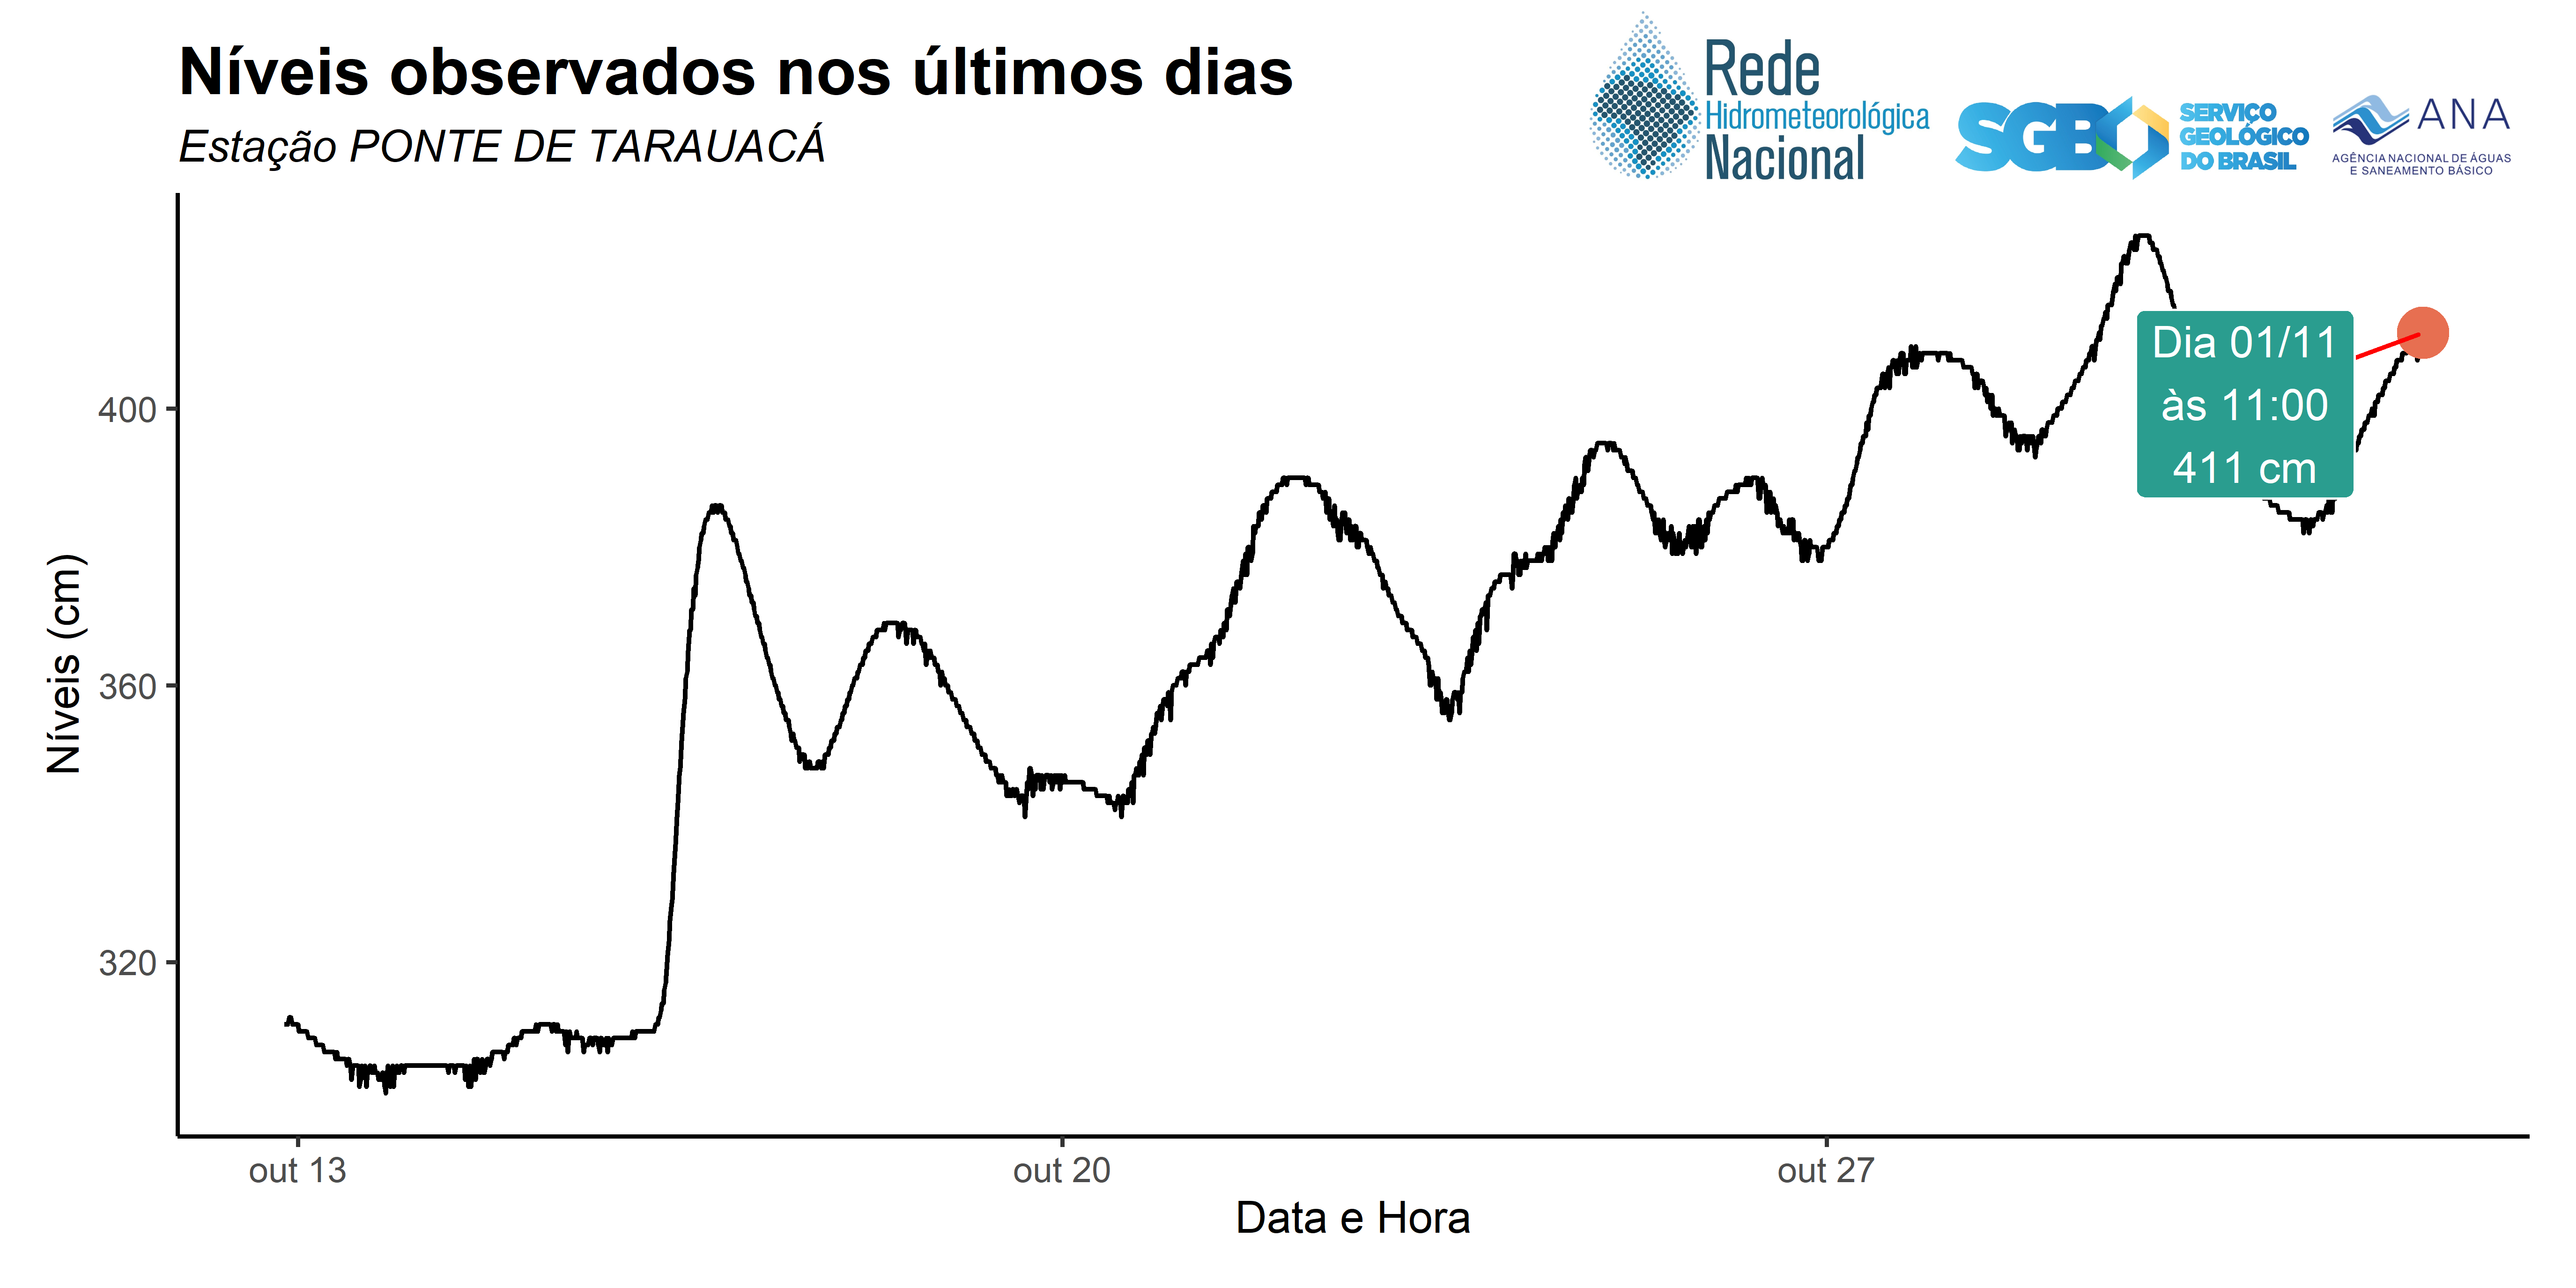 Níveis observados nos últimos dias
Estação PONTE DE TARAUACÁ
Rede
Hidrometeorológica
Nacional
SGB
SERVIÇO
GEOLÓGICO
DO BRASIL
ANA
AGÊNCIA NACIONAL DE ÁGUAS
E SANEAMENTO BÁSICO
Níveis (cm)
400
360
320
Dia 01/11
às 11:00
411 cm
out 13
out 20
out 27
Data e Hora